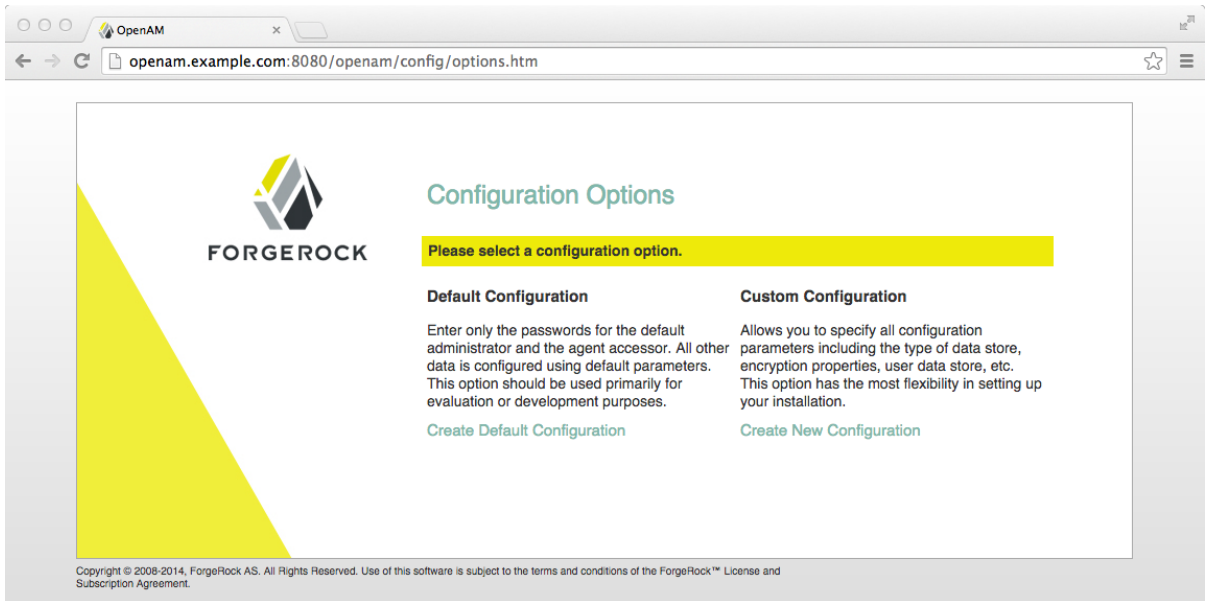 OpenAM
openam.example.com:8080/openam/config/options.htm
FORGEROCK
Configuration Options
Please select a configuration option.
Default Configuration
Enter only the passwords for the default
administrator and the agent accessor. All other
data is configured using default parameters.
This option should be used primarily for
evaluation or development purposes.
Create Default Configuration
Custom Configuration
Allows you to specify all configuration
parameters including the type of data store,
encryption properties, user data store, etc.
This option has the most flexibility in setting up
your installation.
Create New Configuration
Copyright © 2008-2014, ForgeRock AS. All Rights Reserved. Use of this software is subject to the terms and conditions of the ForgeRock™ License and
Subscription Agreement.